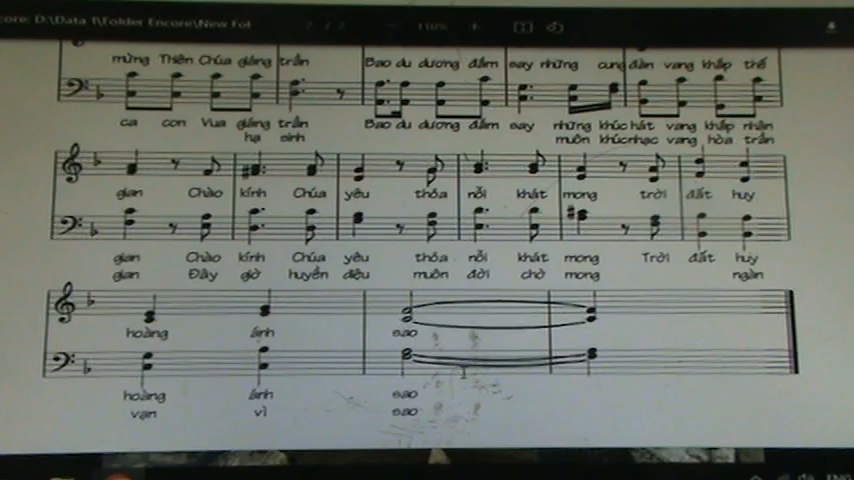 core: D:\Data 1\Folder Encore\New Fol
110%
mừng Thiên Chúa giáng trần Bao du dương đắm say những cung đàn vang khắp thế
ca con Vua giáng trần Bao du dương đắm say những khúc hát vang khắp nhân
hạ sinh muôn khúc nhạc vang hòa trần
gian Chào kính Chúa yêu thỏa nỗi khát mong trời đất huy
gian Chào kính Chúa yêu thỏa nỗi khát mong Trời đất huy
gian Đây giờ huyền diệu muôn đời chờ mong ngàn
hoàng ánh sao
hoàng ánh sao
vạn vì sao